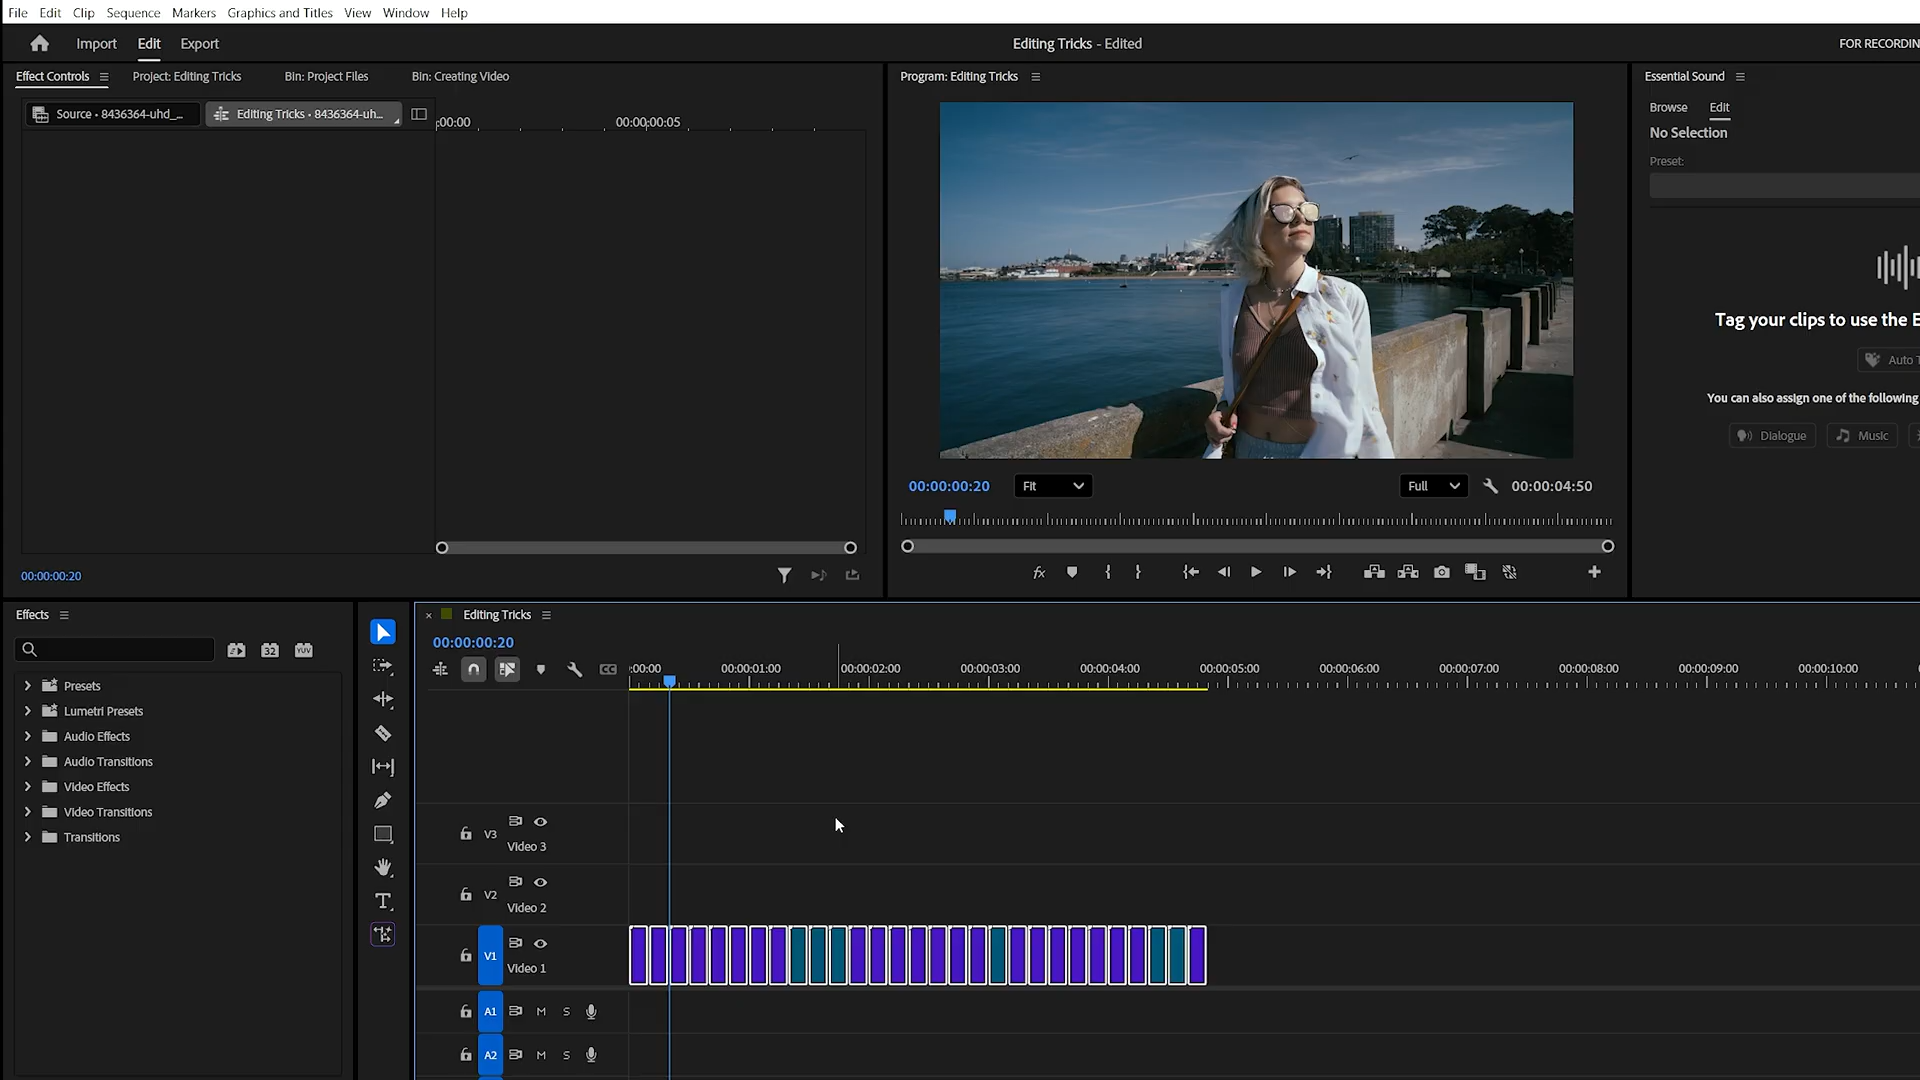 File Edit Clip Sequence Markers Graphics and Titles View Window Help
Import Edit Export
Editing Tricks - Edited
FOR RECORDIN
Effect Controls
Project: Editing Tricks
Bin: Project Files
Bin: Creating Video
Source • 8436364-uhd_...
Editing Tricks • 8436364-uh...
:00:00
00:00:00:05
00:00:00:20
Program: Editing Tricks
00:00:00:20
Fit
Full
00:00:04:50
Essential Sound
Browse
Edit
No Selection
Preset:
Tag your clips to use the E
Auto T
You can also assign one of the following
Dialogue
Music
Effects
32
YUV
Presets
Lumetri Presets
Audio Effects
Audio Transitions
Video Effects
Video Transitions
Transitions
Editing Tricks
00:00:00:20
CC
:00:00
00:00:01:00
00:00:02:00
00:00:03:00
00:00:04:00
00:00:05:00
00:00:06:00
00:00:07:00
00:00:08:00
00:00:09:00
00:00:10:00
V3
Video 3
V2
Video 2
V1
Video 1
A1 M S
A2 M S